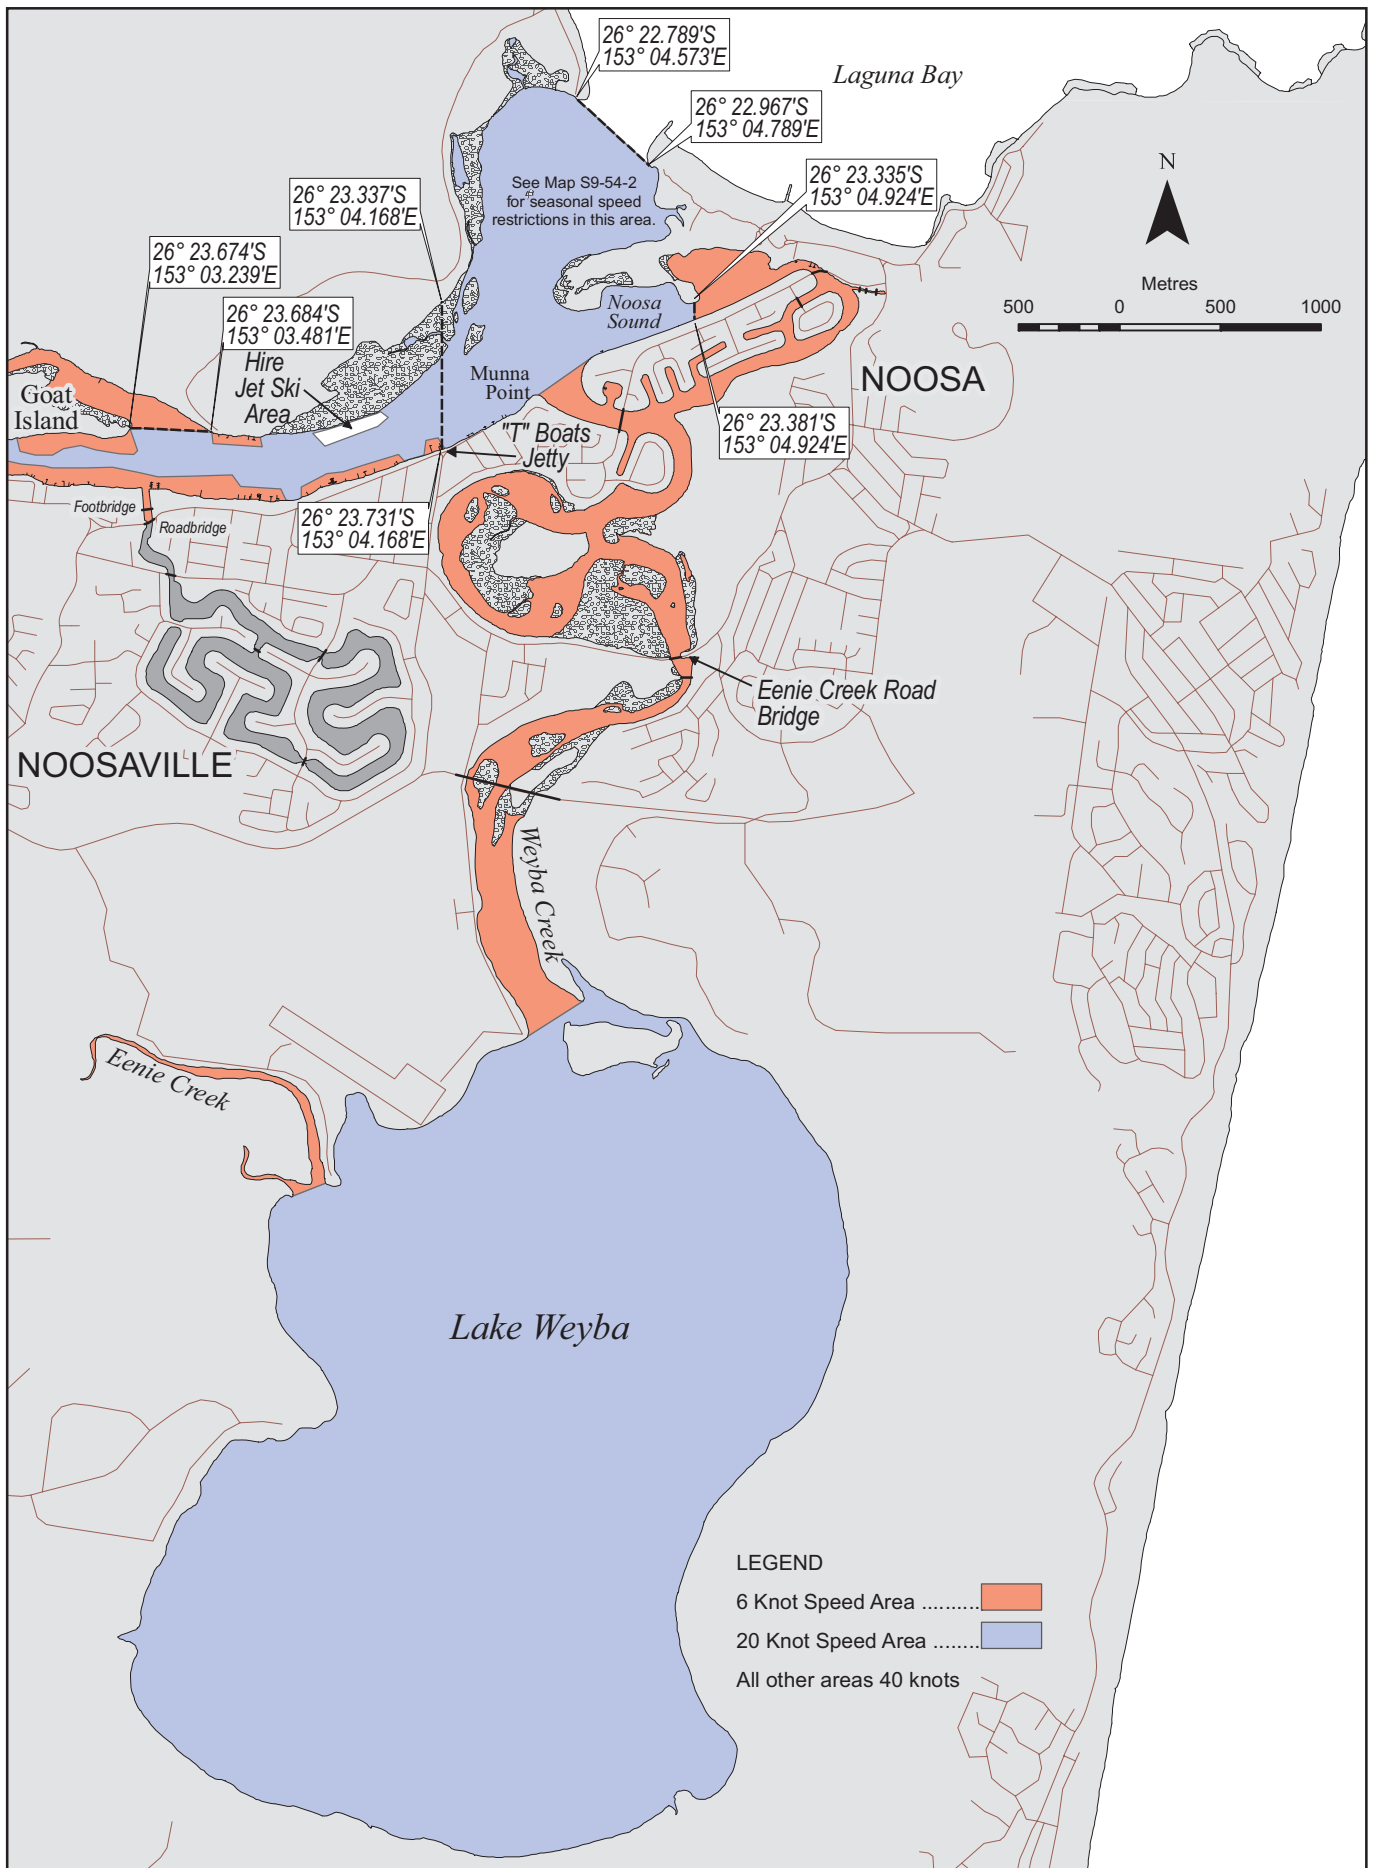 26° 22.789'S
153° 04.573'E
Laguna Bay
26° 22.967'S
153° 04.789'E
26° 23.335'S
153° 04.924'E
N
See Map S9-54-2
for seasonal speed
restrictions in this area.
26° 23.337'S
153° 04.168'E
26° 23.674'S
153° 03.239'E
26° 23.684'S
153° 03.481'E
Metres
500
0
500
1000
Noosa
Sound
Hire
Jet Ski
Area
Munna
Point
NOOSA
Goat
Island
"T" Boats
Jetty
26° 23.381'S
153° 04.924'E
Footbridge
Roadbridge
26° 23.731'S
153° 04.168'E
Eenie Creek Road
Bridge
NOOSAVILLE
Weyba Creek
Eenie Creek
Lake Weyba
LEGEND
6 Knot Speed Area ..........
20 Knot Speed Area ........
All other areas 40 knots